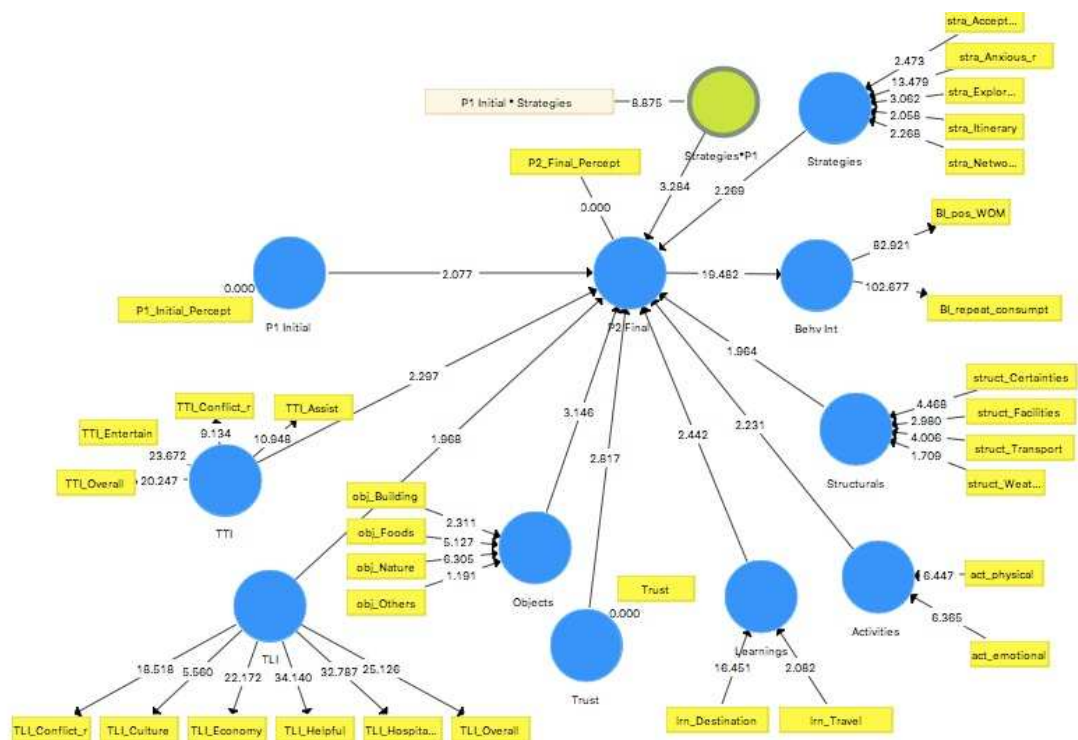 stra_Accept...
stra_Anxious_r
2.473
13.479
stra_Explor...
3.062
2.058
stra_Itinerary
2.268
stra_Netwo...
Strategies
P1 Initial * Strategies
8.875
Strategies*P1
P2_Final_Percept
0.000
3.284
2.269
BI_pos_WOM
82.921
19.482
102.677
BI_repeat_consumpt
Behv Int
P2 Final
2.077
0.000
P1_Initial_Percept
P1 Initial
1.964
struct_Certainties
4.468
struct_Facilities
2.980
4.006
struct_Transport
1.709
struct_Weat...
Structurals
2.297
1.968
3.146
2.817
2.442
2.231
TTI_Conflict_r
TTI_Assist
TTI_Entertain
9.134
10.948
23.672
TTI_Overall
20.247
TTI
obj_Building
2.311
obj_Foods
5.127
obj_Nature
6.305
1.191
obj_Others
Objects
Trust
0.000
Trust
act_physical
6.447
6.365
act_emotional
Activities
Learnings
16.451
2.082
lrn_Destination
lrn_Travel
TLI
18.518
5.560
22.172
34.140
32.787
25.126
TLI_Conflict_r
TLI_Culture
TLI_Economy
TLI_Helpful
TLI_Hospita...
TLI_Overall